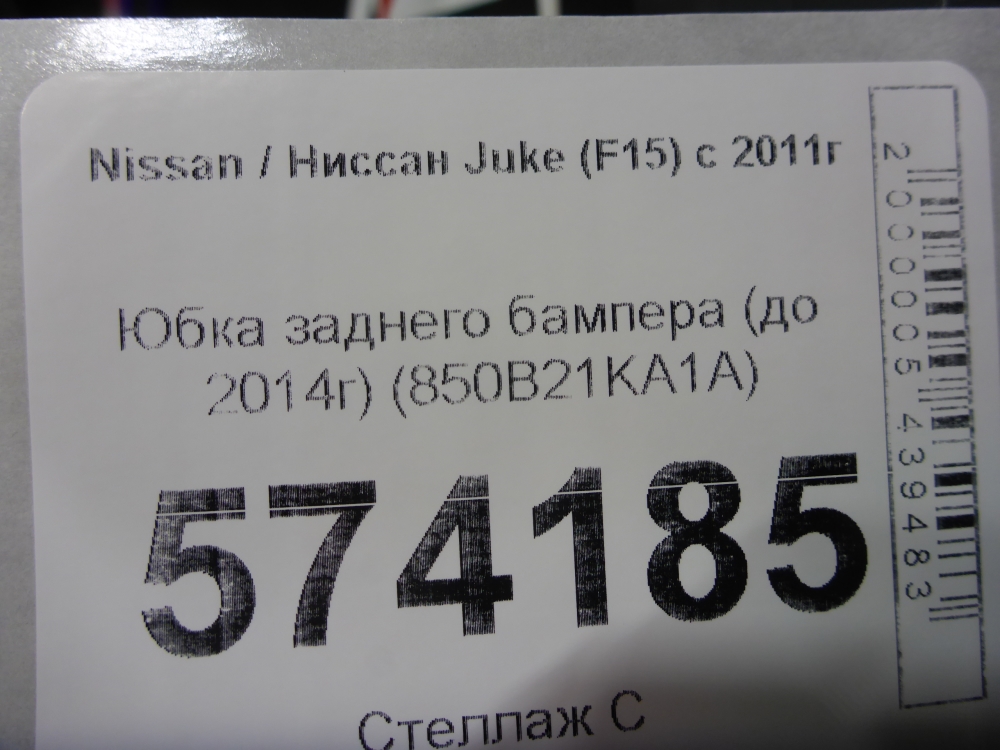 Nissan / Ниссан Juke (F15) с 2011г
Юбка заднего бампера (до
2014г) (850B21KA1A)
574185
Стеллаж С
2000005439483